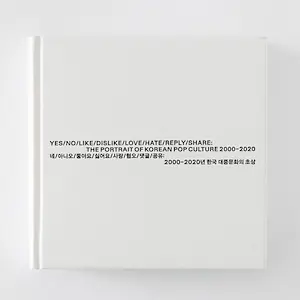 YES/NO/LIKE/DISLIKE/LOVE/HATE/REPLY/SHARE:
THE PORTRAIT OF KOREAN POP CULTURE 2000-2020
네/아니오/좋아요/싫어요/사랑/혐오/댓글/공유:
2000-2020년 한국 대중문화의 초상